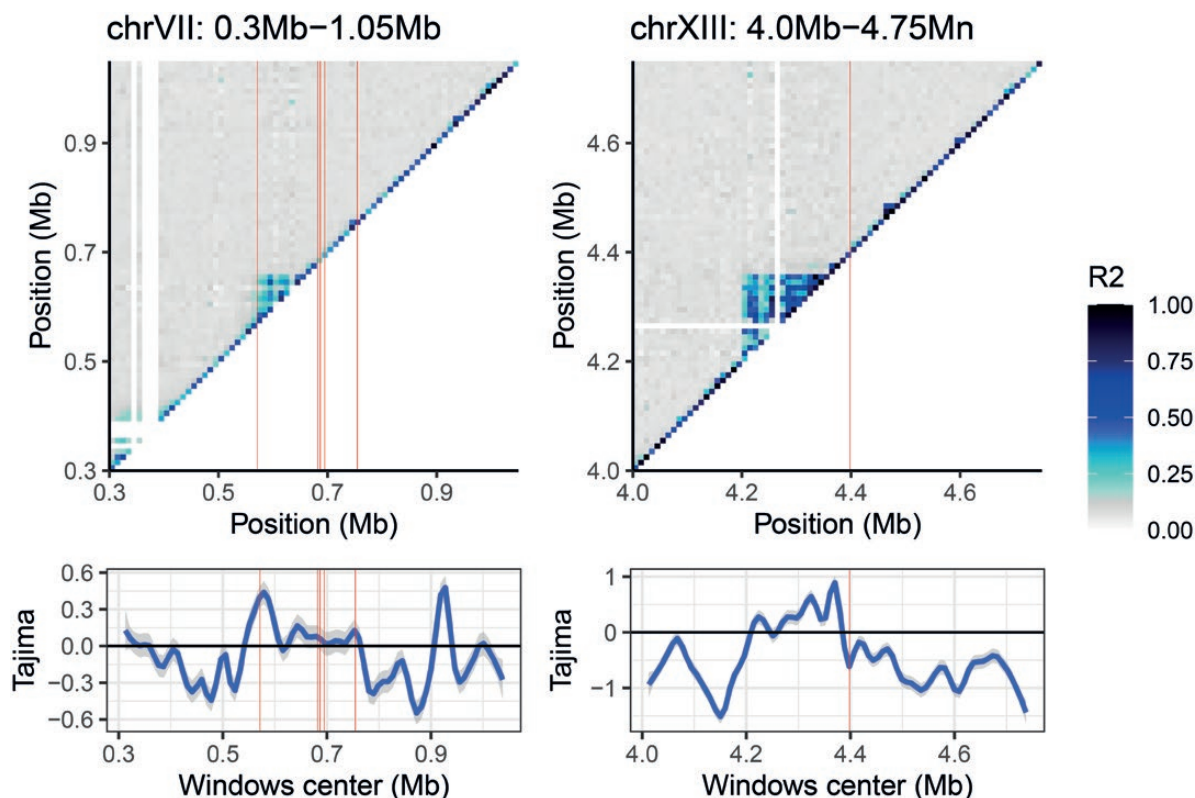 chrVII: 0.3Mb−1.05Mb
Position (Mb)
0.9
0.7
0.5
0.3
0.3 0.5 0.7 0.9
Position (Mb)
chrXIII: 4.0Mb−4.75Mn
Position (Mb)
4.6
4.4
4.2
4.0
4.0 4.2 4.4 4.6
Position (Mb)
R2
1.00
0.75
0.50
0.25
0.00
Tajima
0.6
0.3
0.0
−0.3
−0.6
0.3 0.5 0.7 0.9
Windows center (Mb)
Tajima
1
0
−1
4.0 4.2 4.4 4.6
Windows center (Mb)